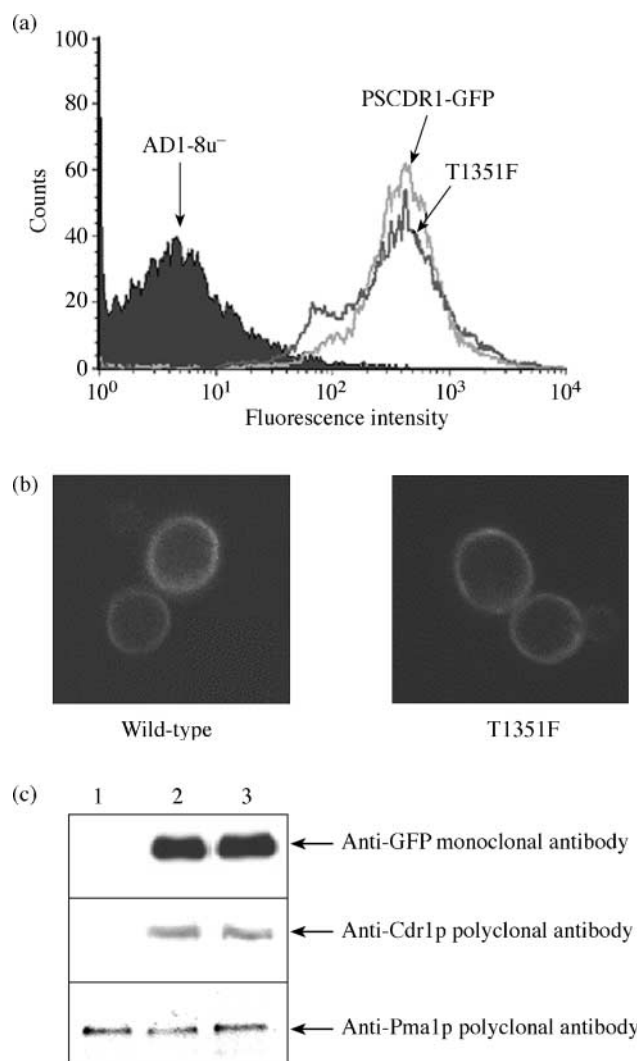 (a)
100
80
60
40
20
0
Counts
AD1-8u⁻
PSCDR1-GFP
T1351F
10⁰ 10¹ 10² 10³ 10⁴
Fluorescence intensity
(b)
Wild-type T1351F
(c)
1 2 3
Anti-GFP monoclonal antibody
Anti-Cdr1p polyclonal antibody
Anti-Pma1p polyclonal antibody